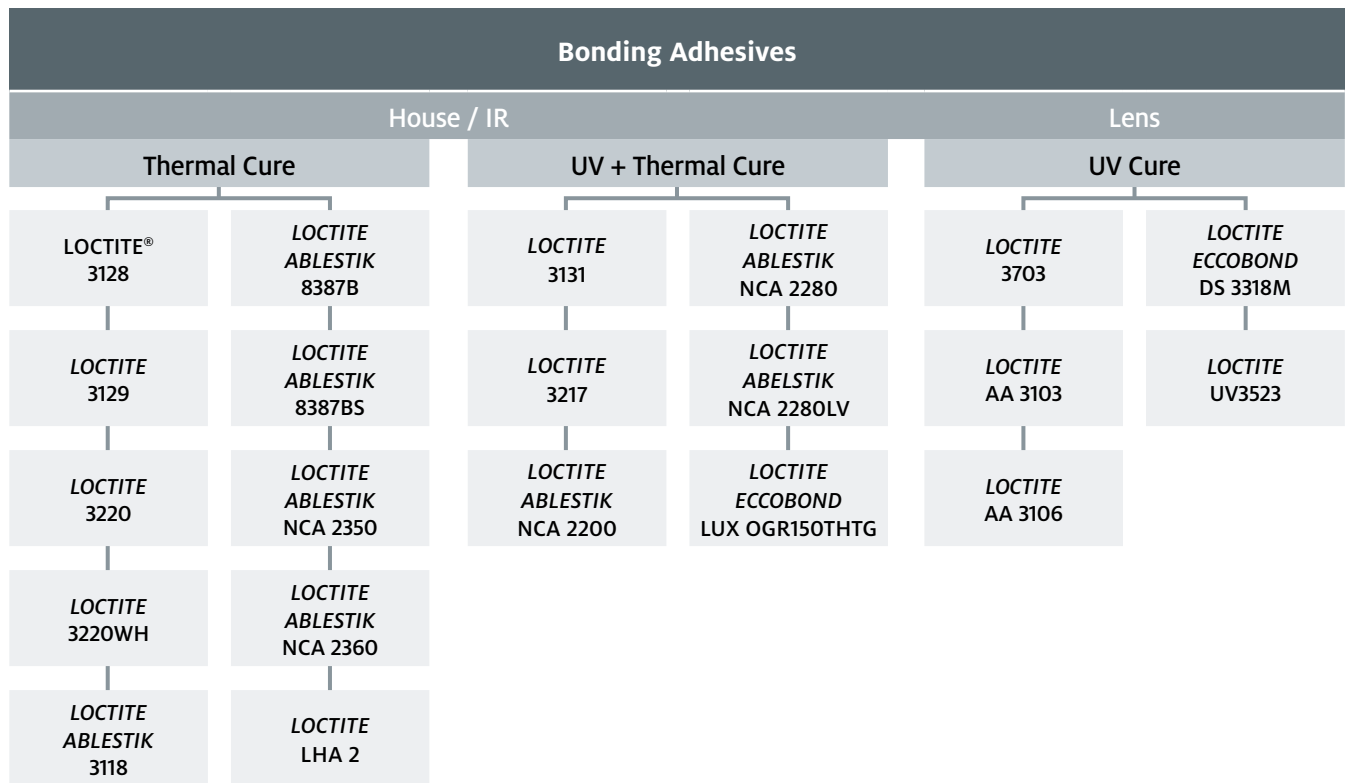 Bonding Adhesives
House / IR
Lens
Thermal Cure
UV + Thermal Cure
UV Cure
LOCTITE®
3128
LOCTITE
3129
LOCTITE
3220
LOCTITE
3220WH
LOCTITE
ABLESTIK
3118
LOCTITE
ABLESTIK
8387B
LOCTITE
ABLESTIK
8387BS
LOCTITE
ABLESTIK
NCA 2350
LOCTITE
ABLESTIK
NCA 2360
LOCTITE
LHA 2
LOCTITE
3131
LOCTITE
3217
LOCTITE
ABLESTIK
NCA 2200
LOCTITE
ABLESTIK
NCA 2280
LOCTITE
ABELSTIK
NCA 2280LV
LOCTITE
ECCOBOND
LUX OGR150THTG
LOCTITE
3703
LOCTITE
AA 3103
LOCTITE
AA 3106
LOCTITE
ECCOBOND
DS 3318M
LOCTITE
UV3523